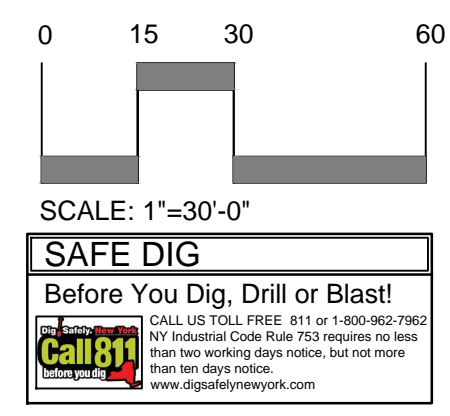 0 15 30 60
SCALE: 1"=30'-0"
SAFE DIG
Before You Dig, Drill or Blast!
Dig Safely. New York
Call 811
before you dig
CALL US TOLL FREE 811 or 1-800-962-7962
NY Industrial Code Rule 753 requires no less
than two working days notice, but not more
than ten days notice.
www.digsafelynewyork.com